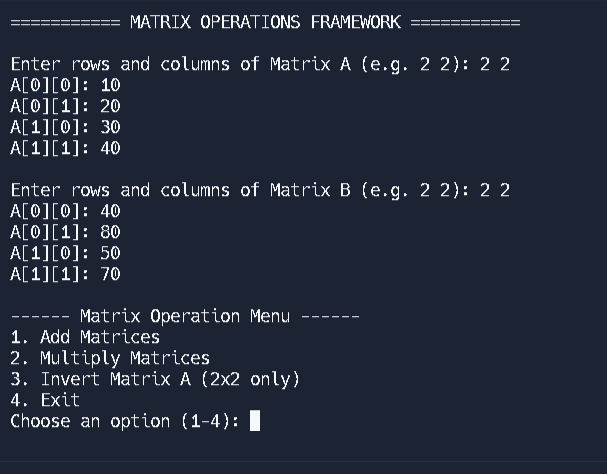 =========== MATRIX OPERATIONS FRAMEWORK ===========
Enter rows and columns of Matrix A (e.g. 2 2): 2 2
A[0][0]: 10
A[0][1]: 20
A[1][0]: 30
A[1][1]: 40
Enter rows and columns of Matrix B (e.g. 2 2): 2 2
A[0][0]: 40
A[0][1]: 80
A[1][0]: 50
A[1][1]: 70
------ Matrix Operation Menu ------
1. Add Matrices
2. Multiply Matrices
3. Invert Matrix A (2x2 only)
4. Exit
Choose an option (1-4):